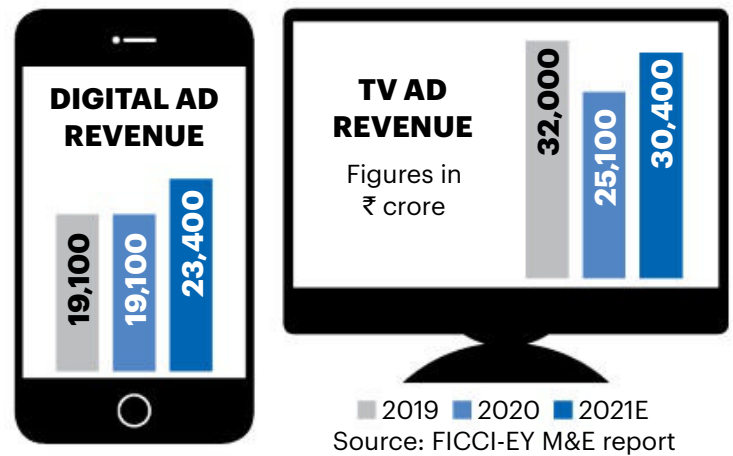 DIGITAL AD
REVENUE
19,100
19,100
23,400
TV AD
REVENUE
Figures in
₹ crore
32,000
25,100
30,400
2019 2020 2021E
Source: FICCI-EY M&E report